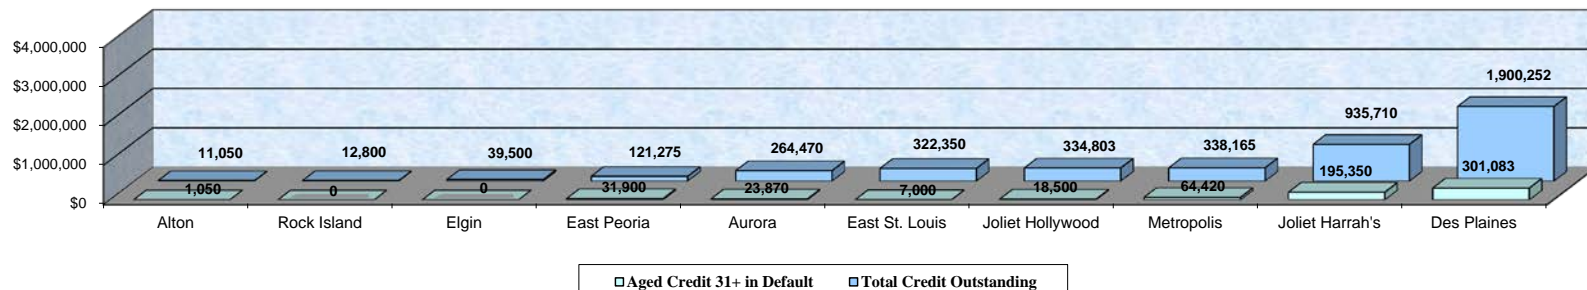 $4,000,000
$3,000,000
$2,000,000
$1,000,000
$0
11,050
12,800
39,500
121,275
264,470
322,350
334,803
338,165
935,710
1,900,252
1,050
0
0
31,900
23,870
7,000
18,500
64,420
195,350
301,083
Alton
Rock Island
Elgin
East Peoria
Aurora
East St. Louis
Joliet Hollywood
Metropolis
Joliet Harrah's
Des Plaines
Aged Credit 31+ in Default
Total Credit Outstanding